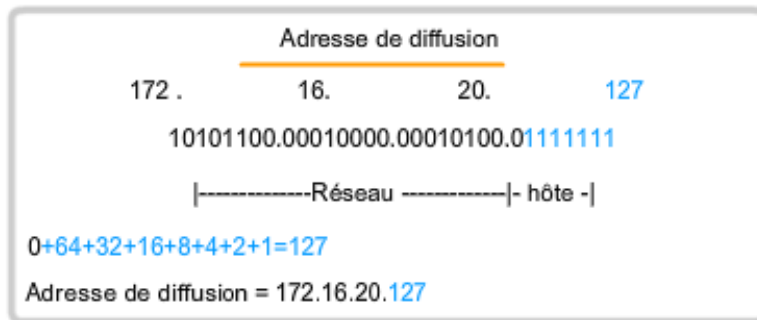 Adresse de diffusion
172 . 16. 20. 127
10101100.00010000.00010100.01111111
|--------------Réseau -------------|- hôte -|
0+64+32+16+8+4+2+1=127
Adresse de diffusion = 172.16.20.127